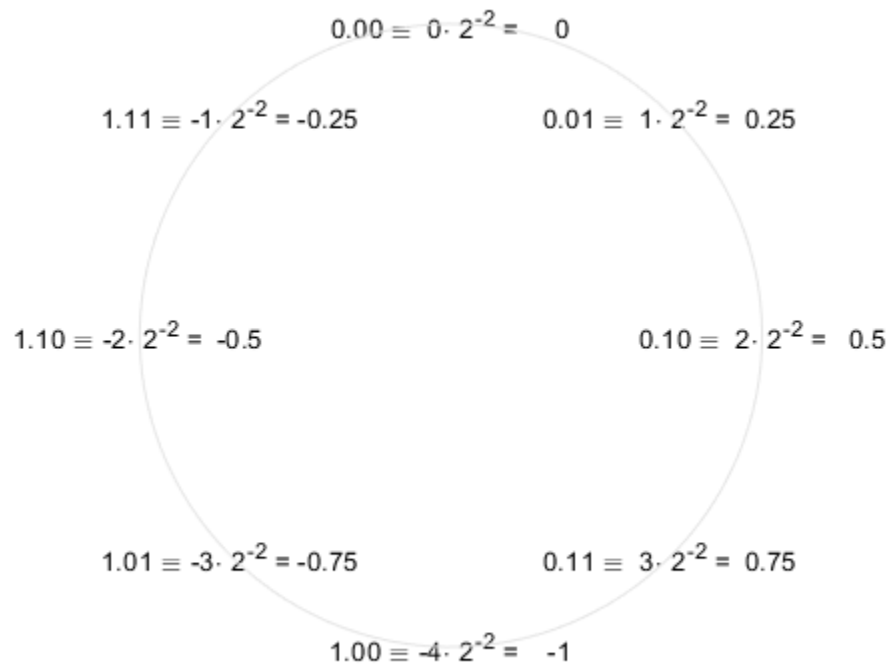 0.00 ≡ 0· 2^-2 = 0
1.11 ≡ -1· 2^-2 = -0.25
0.01 ≡ 1· 2^-2 = 0.25
1.10 ≡ -2· 2^-2 = -0.5
0.10 ≡ 2· 2^-2 = 0.5
1.01 ≡ -3· 2^-2 = -0.75
0.11 ≡ 3· 2^-2 = 0.75
1.00 ≡ -4· 2^-2 = -1